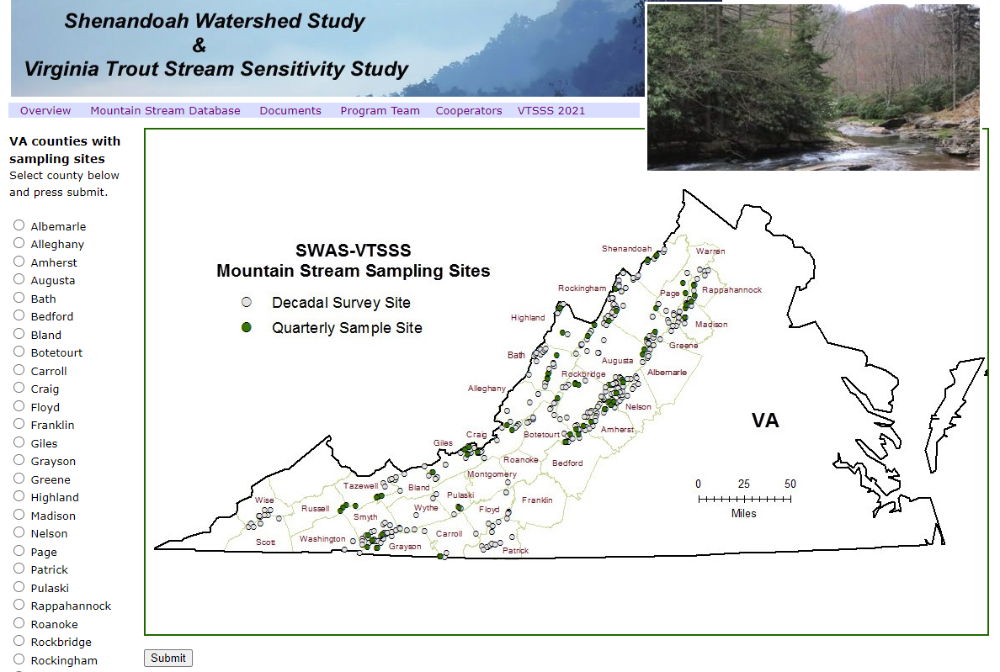 Shenandoah Watershed Study
&
Virginia Trout Stream Sensitivity Study
Overview Mountain Stream Database Documents Program Team Cooperators VTSSS 2021
VA counties with
sampling sites
Select county below
and press submit.
Albemarle
Alleghany
Amherst
Augusta
Bath
Bedford
Bland
Botetourt
Carroll
Craig
Floyd
Franklin
Giles
Grayson
Greene
Highland
Madison
Nelson
Page
Patrick
Pulaski
Rappahannock
Roanoke
Rockbridge
Rockingham
SWAS-VTSSS
Mountain Stream Sampling Sites
Decadal Survey Site
Quarterly Sample Site
Shenandoah
Warren
Rockingham
Page
Rappahannock
Highland
Madison
Greene
Bath
Augusta
Rockbridge
Albemarle
Alleghany
Nelson
Amherst
Craig
Botetourt
Giles
Roanoke
Bedford
Montgomery
Tazewell
Bland
Pulaski
Wise
Franklin
Russell
Wythe
Floyd
Smyth
Carroll
Washington
Scott
Grayson
Patrick
VA
0 25 50
Miles
Submit